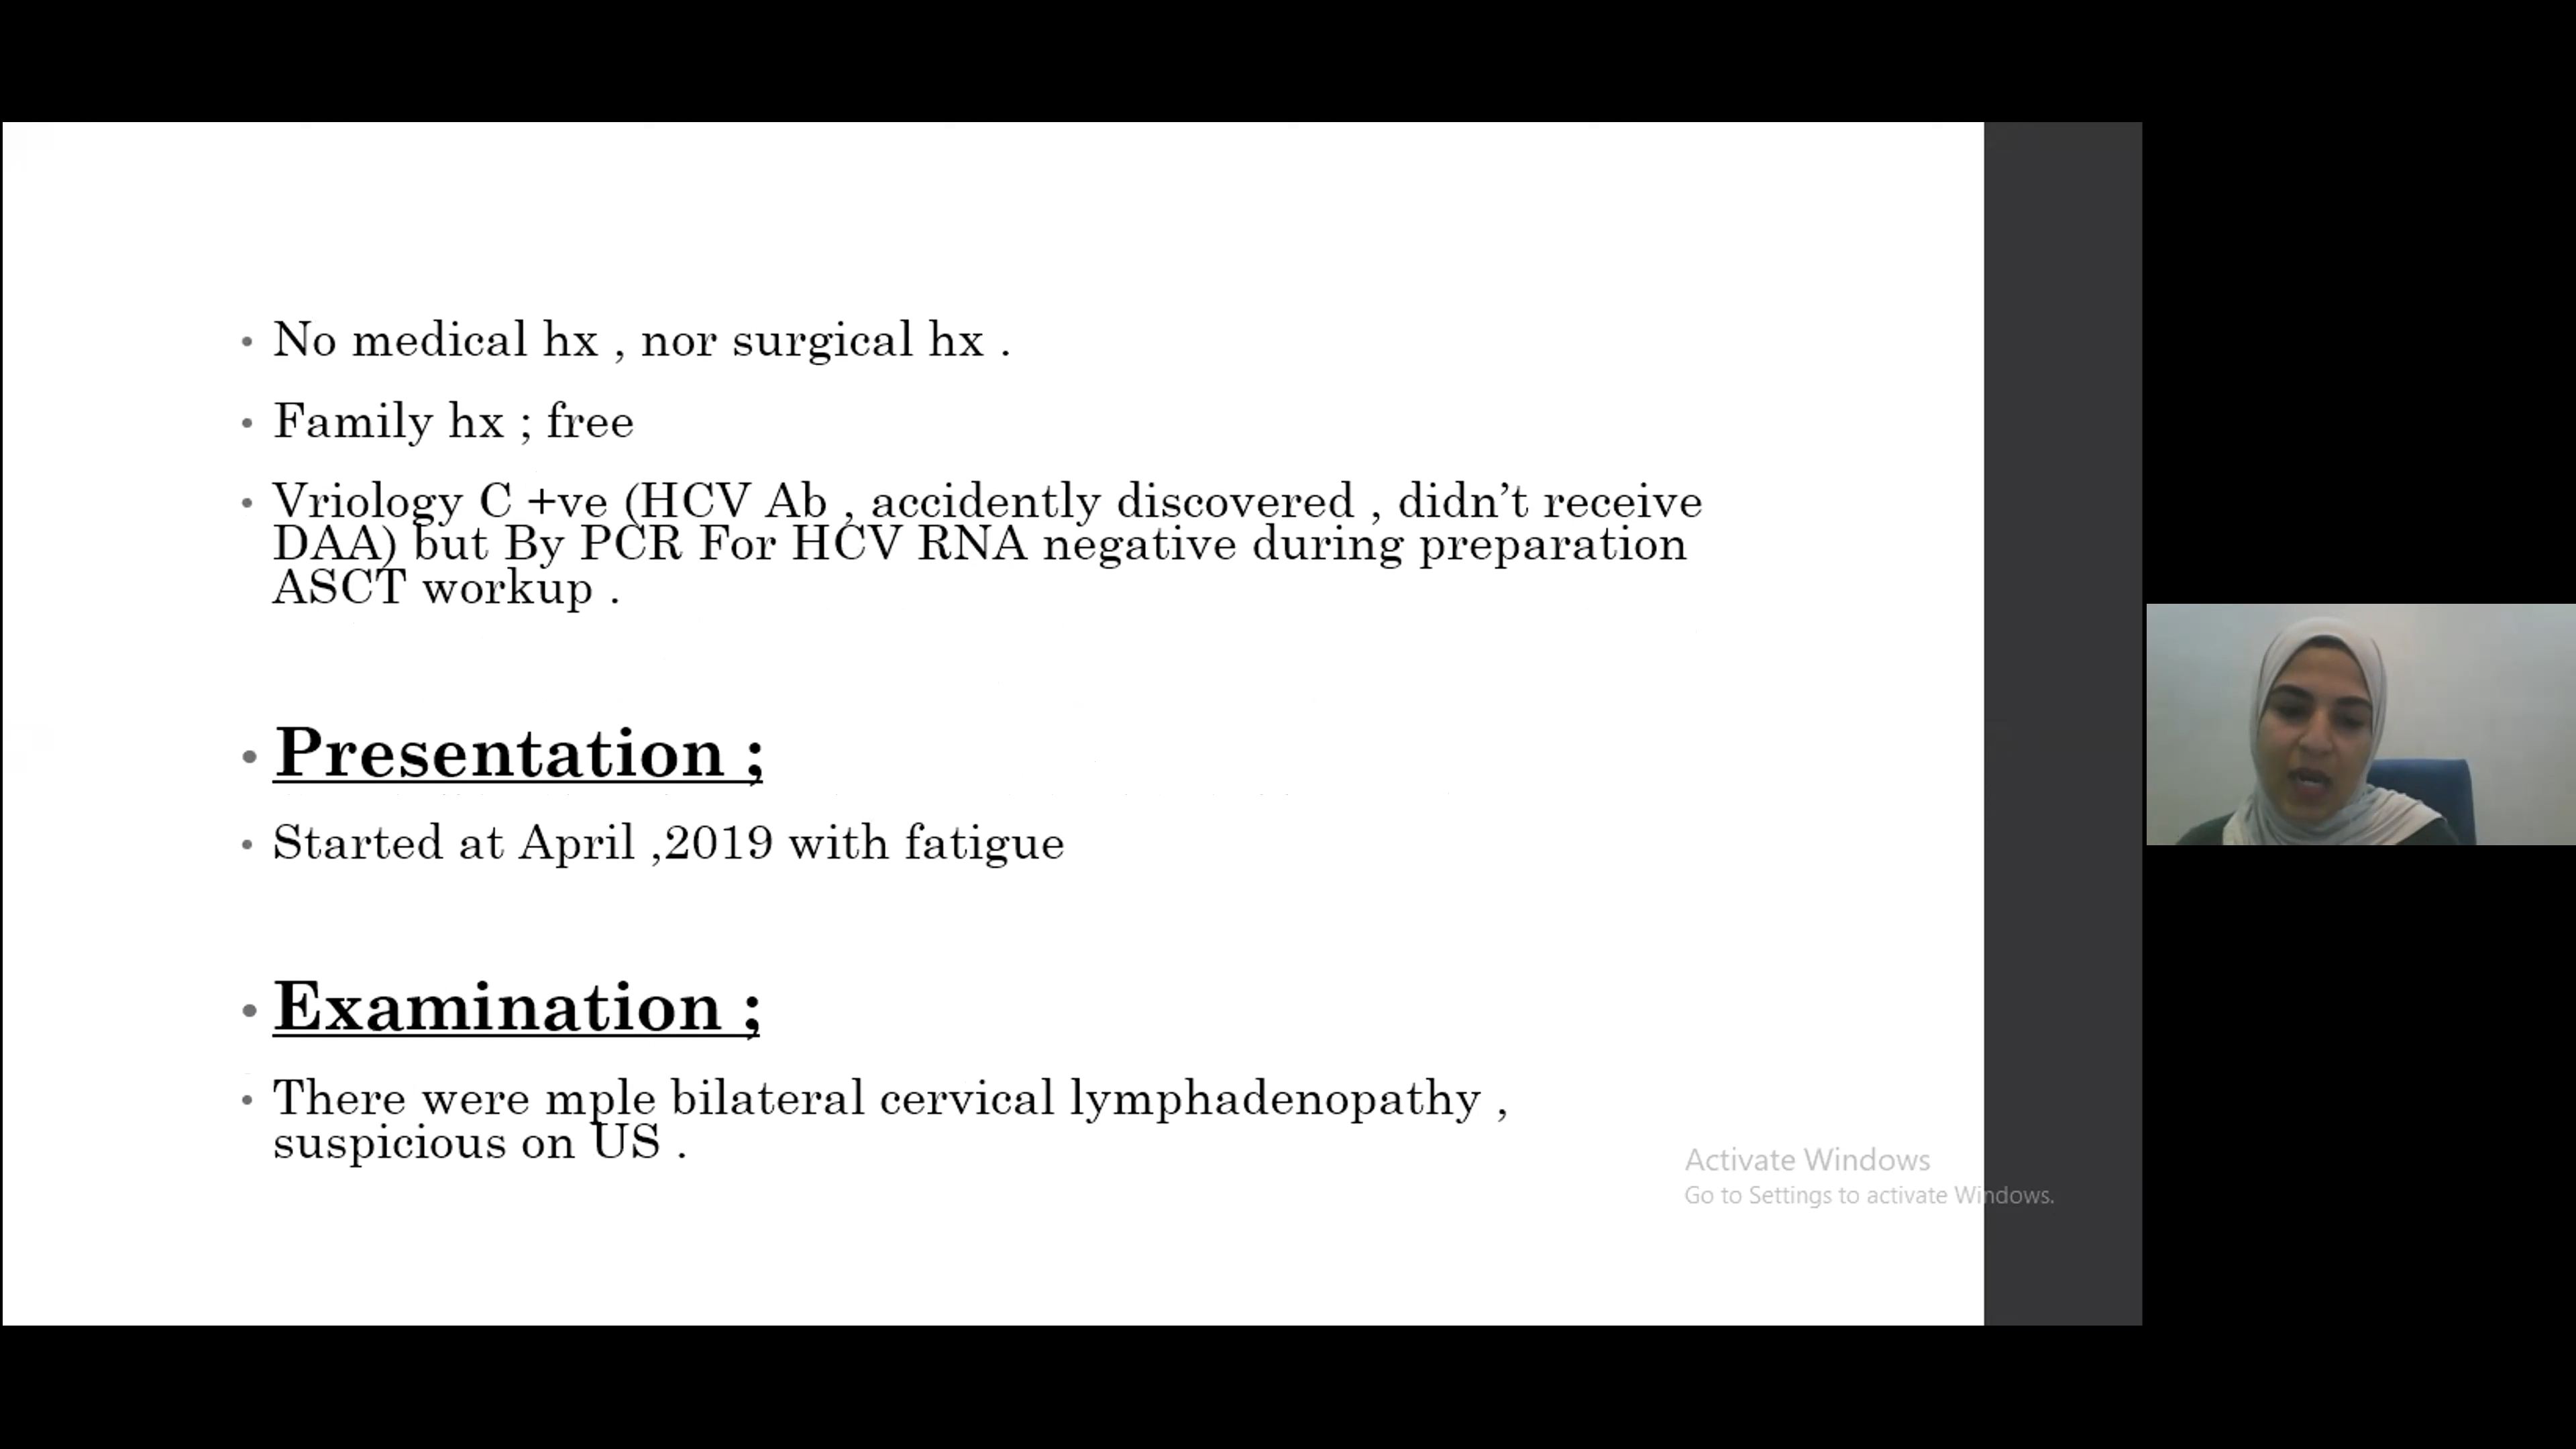 • No medical hx , nor surgical hx .
• Family hx ; free
• Vriology C +ve (HCV Ab , accidently discovered , didn’t receive
DAA) but By PCR For HCV RNA negative during preparation
ASCT workup .
• Presentation ;
• Started at April ,2019 with fatigue
• Examination ;
• There were mple bilateral cervical lymphadenopathy ,
suspicious on US .
Activate Windows
Go to Settings to activate Windows.